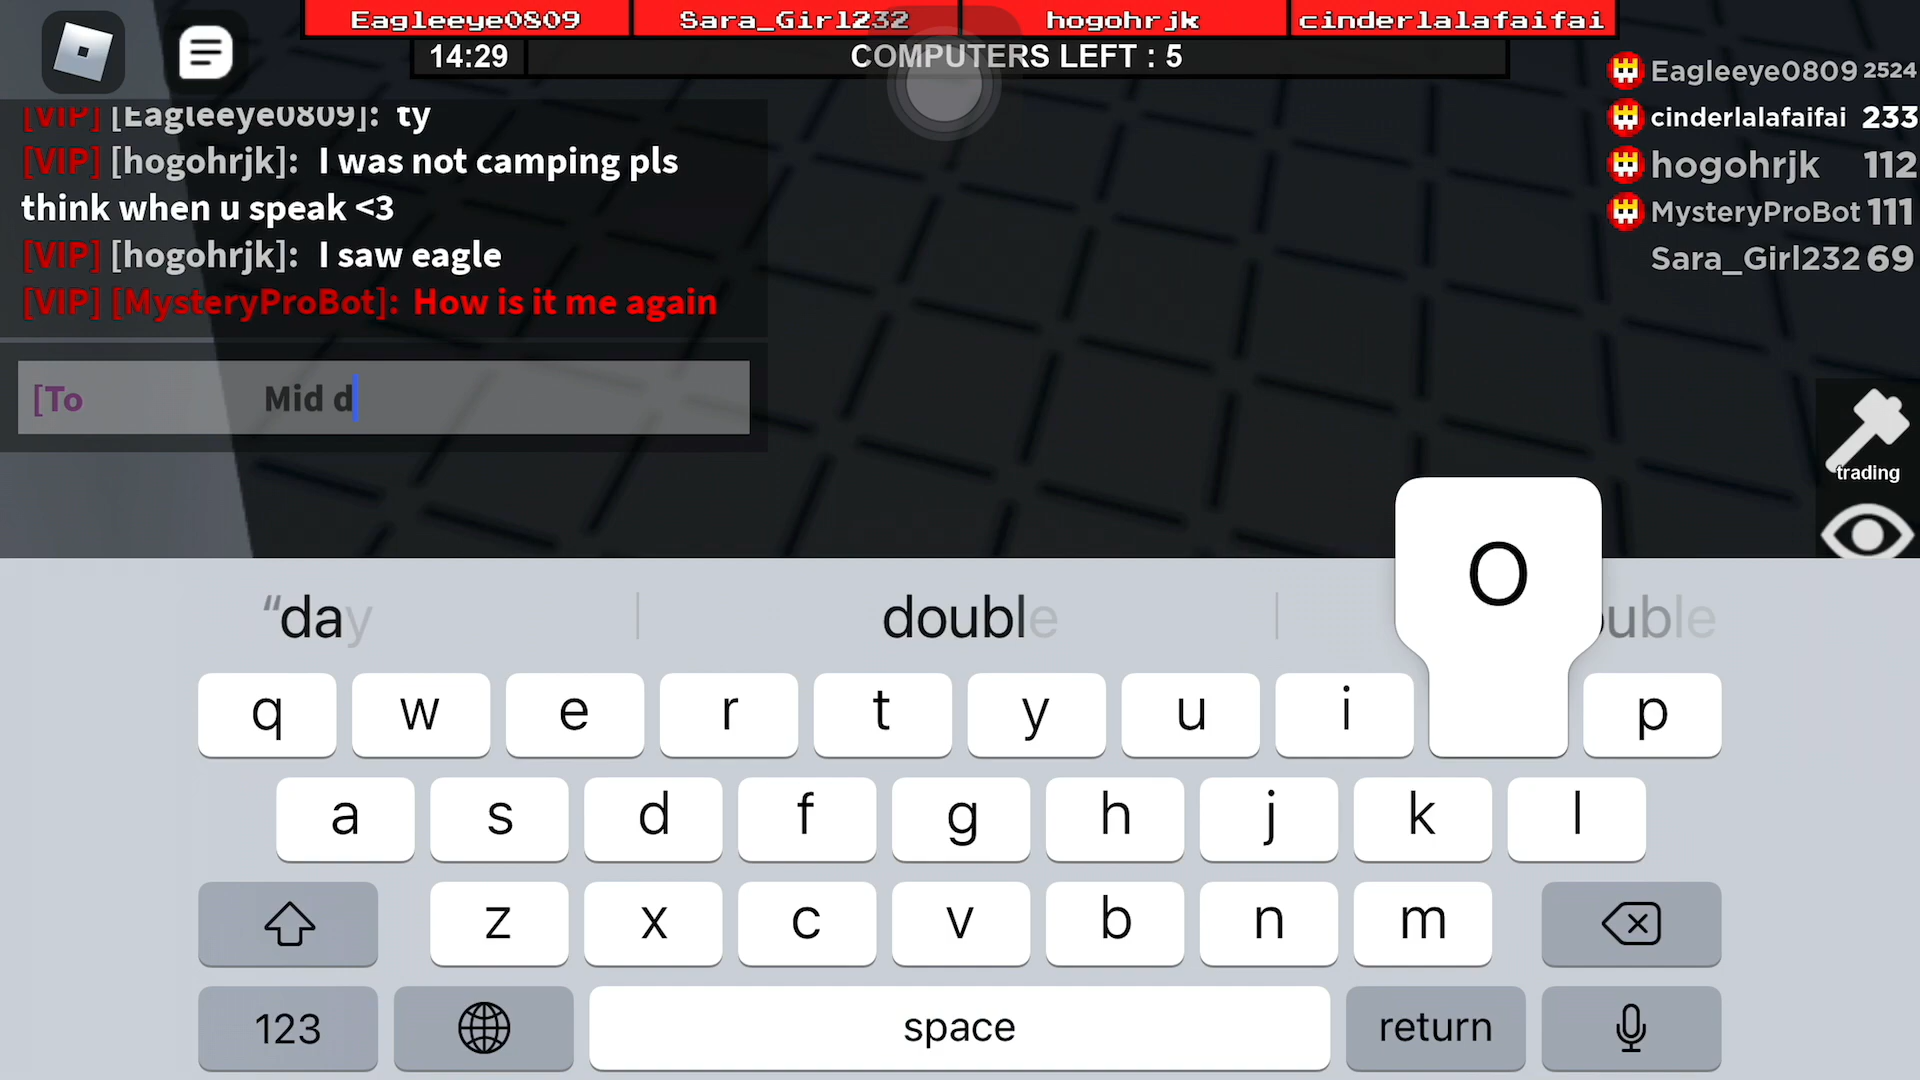 Eagleeye0809 Sara_Girl232 hogohrjk cinderlalafaifai
14:29 COMPUTERS LEFT : 5
Eagleeye0809 2524
cinderlalafaifai 233
hogohrjk 112
MysteryProBot 111
Sara_Girl232 69
[VIP] [Eagleeye0809]: ty
[VIP] [hogohrjk]: I was not camping pls
think when u speak <3
[VIP] [hogohrjk]: I saw eagle
[VIP] [MysteryProBot]: How is it me again
[To Mid d
trading
“day double uble
O
q w e r t y u i p
a s d f g h j k l
z x c v b n m
123 space return